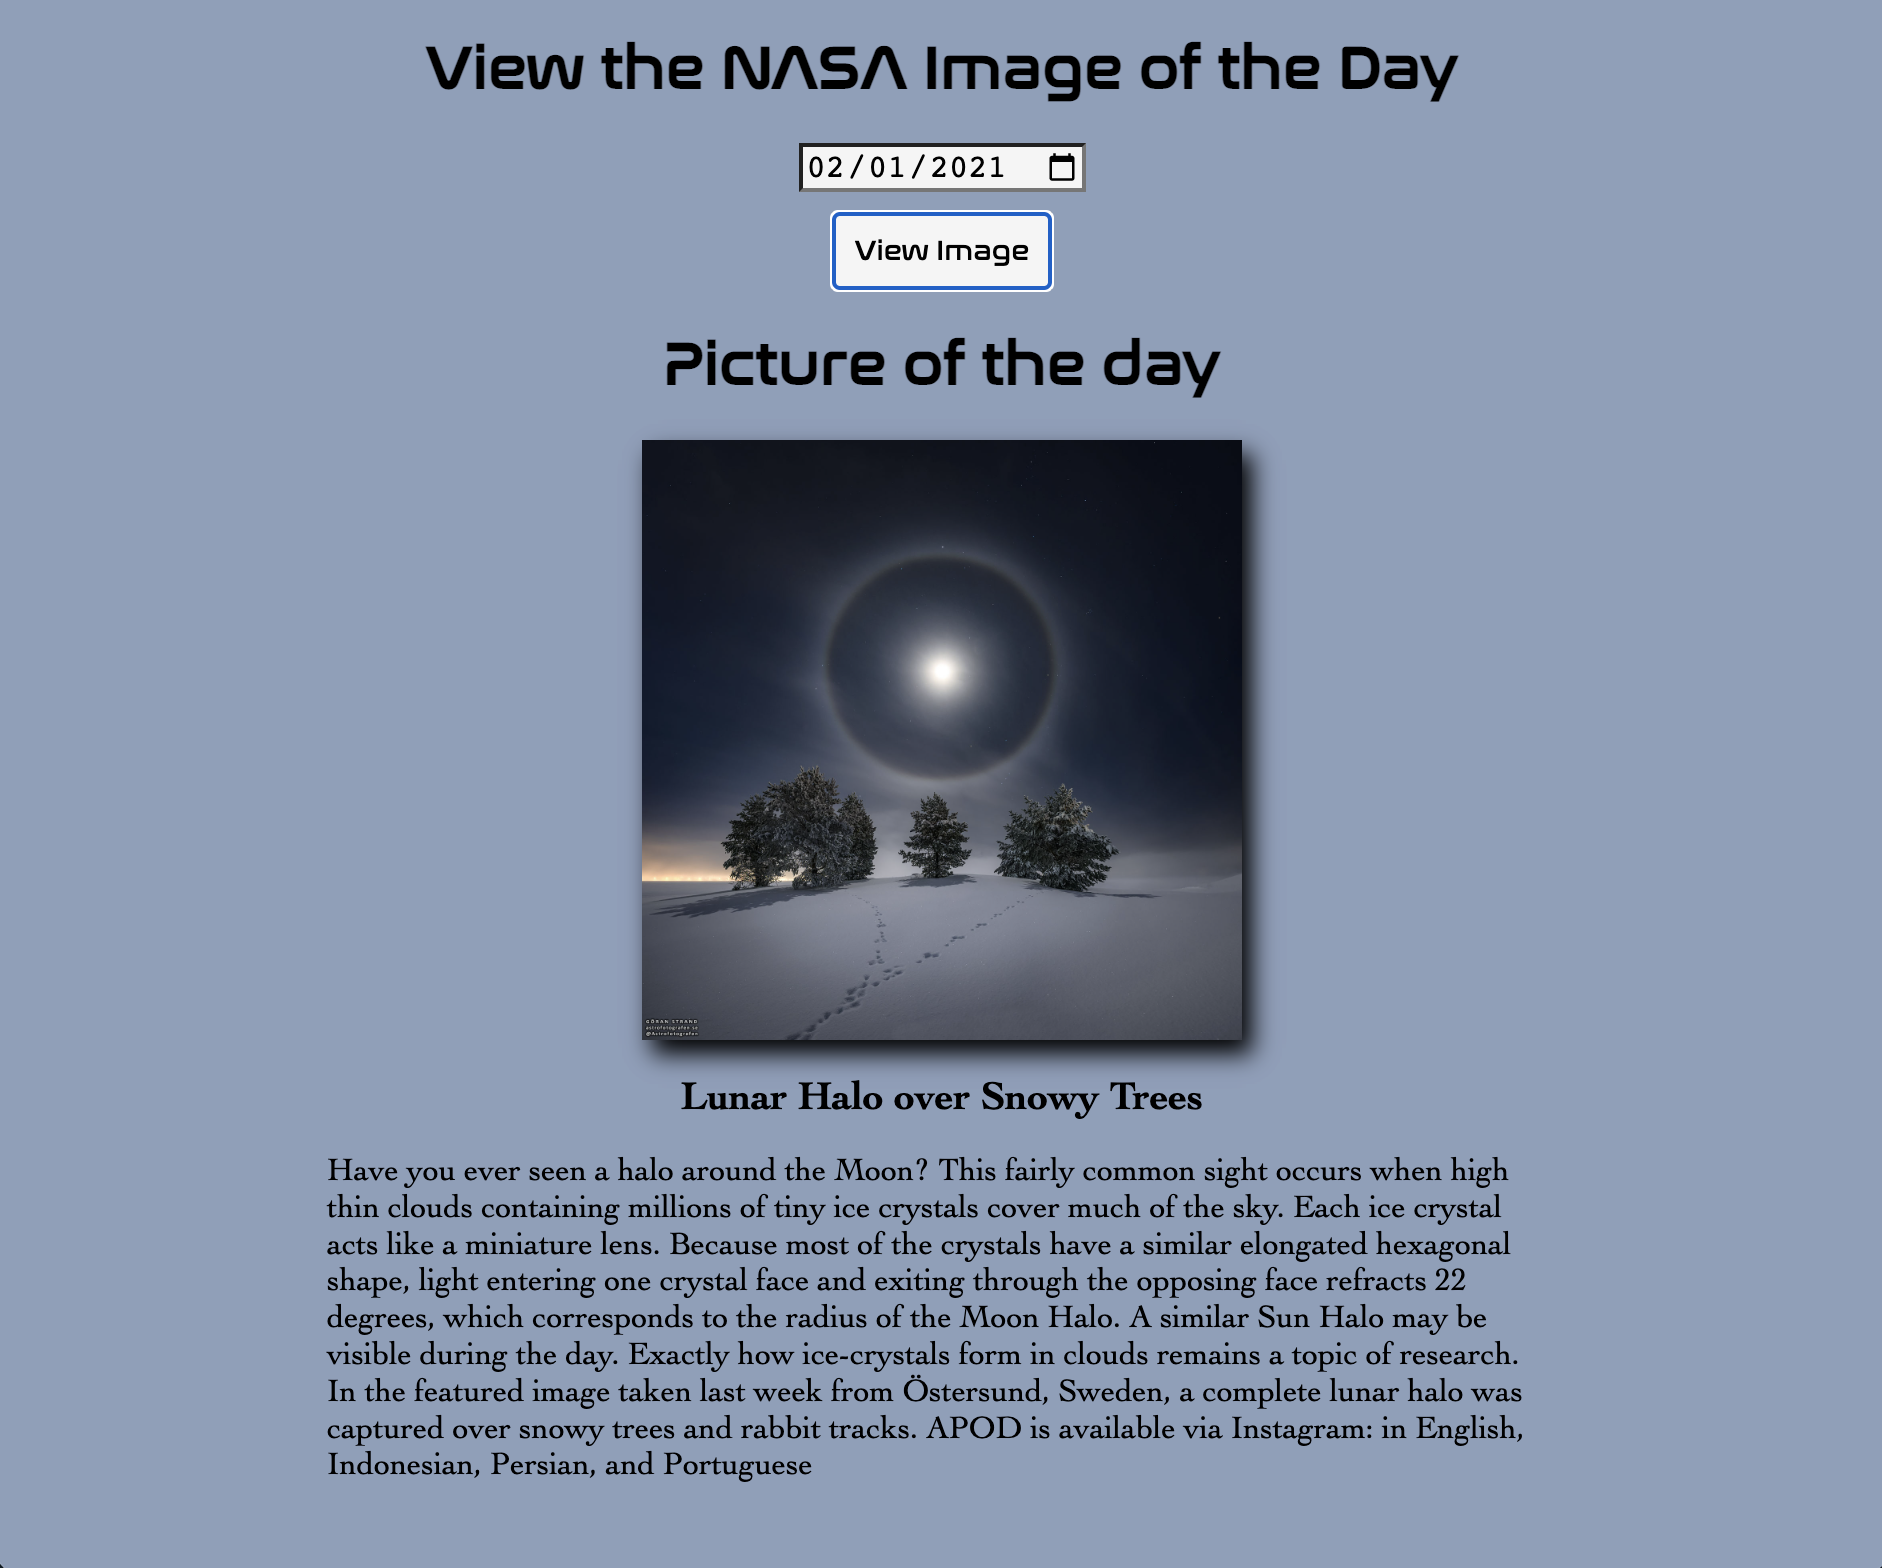 View the NASA Image of the Day
02/01/2021
View Image
Picture of the day
GÖRAN STRAND
astrofotografen.se
@Astrofotografen
Lunar Halo over Snowy Trees
Have you ever seen a halo around the Moon? This fairly common sight occurs when high
thin clouds containing millions of tiny ice crystals cover much of the sky. Each ice crystal
acts like a miniature lens. Because most of the crystals have a similar elongated hexagonal
shape, light entering one crystal face and exiting through the opposing face refracts 22
degrees, which corresponds to the radius of the Moon Halo. A similar Sun Halo may be
visible during the day. Exactly how ice-crystals form in clouds remains a topic of research.
In the featured image taken last week from Östersund, Sweden, a complete lunar halo was
captured over snowy trees and rabbit tracks. APOD is available via Instagram: in English,
Indonesian, Persian, and Portuguese